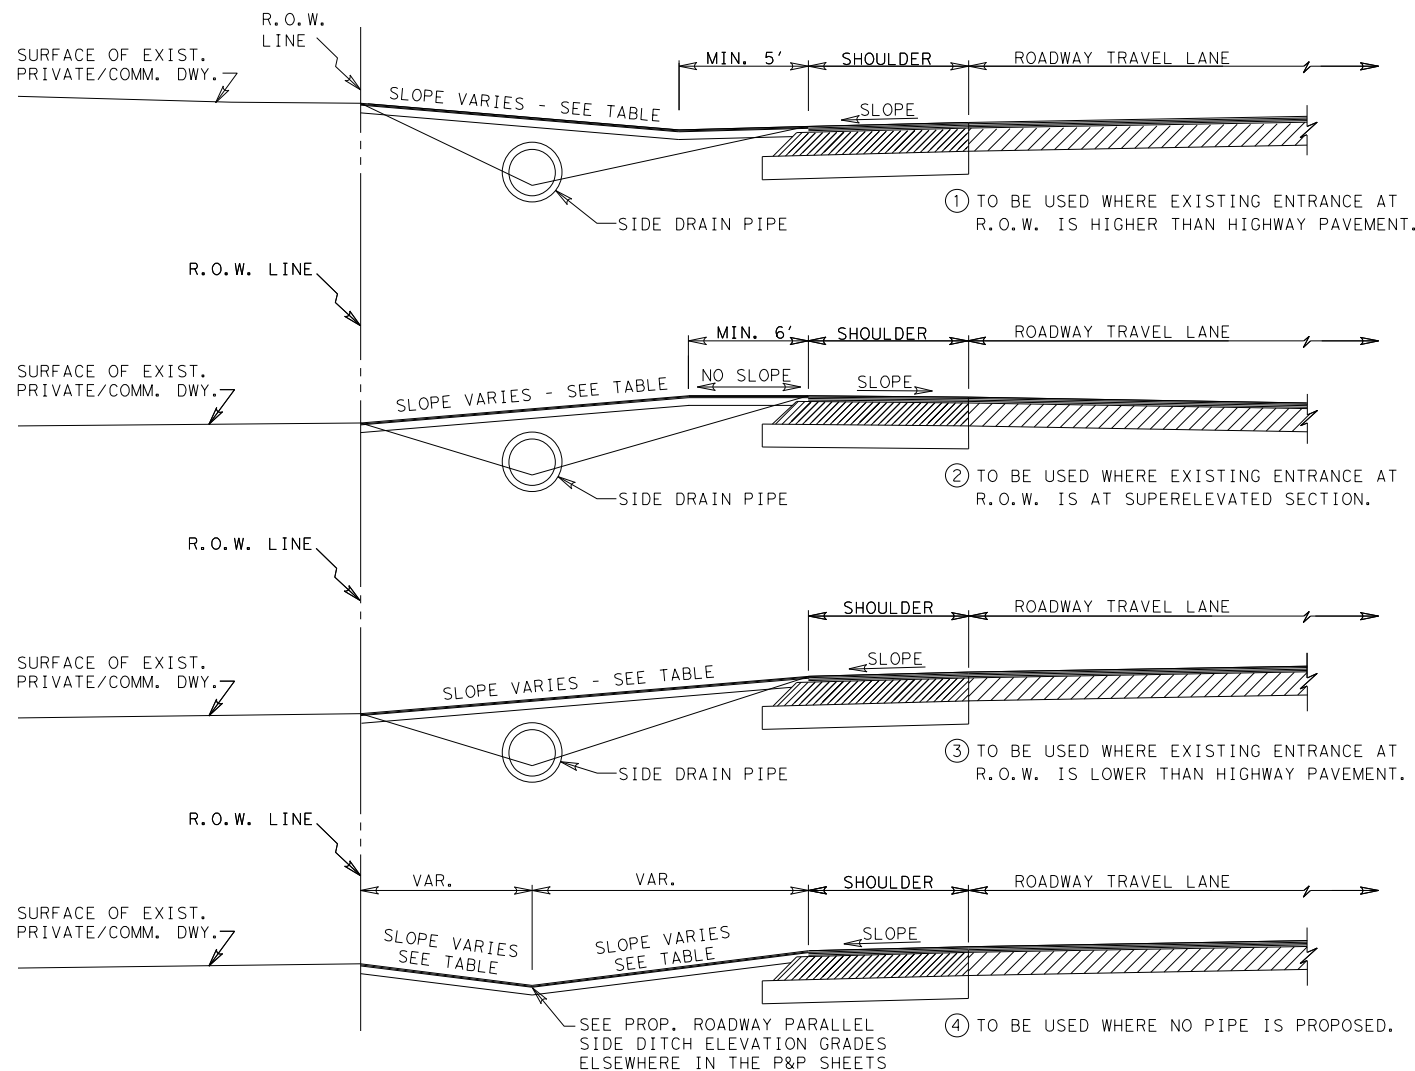 R.O.W.
LINE
SURFACE OF EXIST.
PRIVATE/COMM. DWY.
SLOPE VARIES - SEE TABLE
MIN. 5'
SHOULDER
ROADWAY TRAVEL LANE
SLOPE
SIDE DRAIN PIPE
1 TO BE USED WHERE EXISTING ENTRANCE AT
R.O.W. IS HIGHER THAN HIGHWAY PAVEMENT.
R.O.W. LINE
SURFACE OF EXIST.
PRIVATE/COMM. DWY.
SLOPE VARIES - SEE TABLE
MIN. 6'
SHOULDER
ROADWAY TRAVEL LANE
NO SLOPE
SLOPE
SIDE DRAIN PIPE
2 TO BE USED WHERE EXISTING ENTRANCE AT
R.O.W. IS AT SUPERELEVATED SECTION.
R.O.W. LINE
SURFACE OF EXIST.
PRIVATE/COMM. DWY.
SLOPE VARIES - SEE TABLE
SHOULDER
ROADWAY TRAVEL LANE
SLOPE
SIDE DRAIN PIPE
3 TO BE USED WHERE EXISTING ENTRANCE AT
R.O.W. IS LOWER THAN HIGHWAY PAVEMENT.
R.O.W. LINE
SURFACE OF EXIST.
PRIVATE/COMM. DWY.
VAR.
VAR.
SHOULDER
ROADWAY TRAVEL LANE
SLOPE VARIES
SEE TABLE
SLOPE VARIES
SEE TABLE
SLOPE
SEE PROP. ROADWAY PARALLEL
SIDE DITCH ELEVATION GRADES
ELSEWHERE IN THE P&P SHEETS
4 TO BE USED WHERE NO PIPE IS PROPOSED.